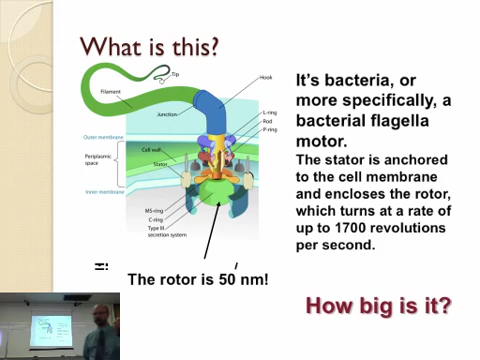 What is this?
Tip
Hook
Filament
Junction
L-ring
Rod
P-ring
Outer membrane
Cell wall
Periplasmic
space
Stator
Inner membrane
MS-ring
C-ring
Type III
secretion system
It's bacteria, or
more specifically, a
bacterial flagella
motor.
The stator is anchored
to the cell membrane
and encloses the rotor,
which turns at a rate of
up to 1700 revolutions
per second.
The rotor is 50 nm!
How big is it?